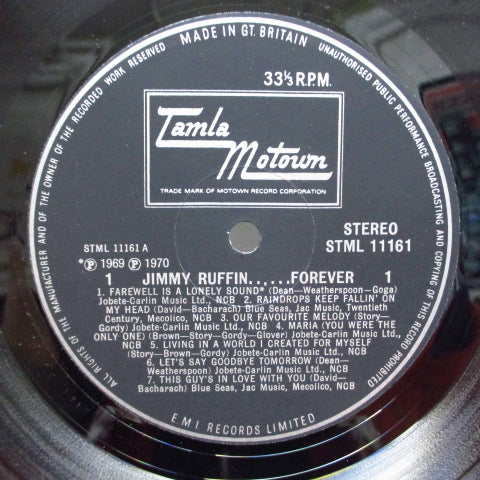 ALL RIGHTS OF THE MANUFACTURER AND OF THE OWNER OF THE RECORDED WORK RESERVED MADE IN GT. BRITAIN UNAUTHORISED PUBLIC PERFORMANCE BROADCASTING AND COPYING OF THIS RECORD PROHIBITED
33⅓ R.P.M.
Tamla
Motown
TRADE MARK OF MOTOWN RECORD CORPORATION
STEREO
STML 11161 A STML 11161
*℗ 1969 ℗ 1970
1 JIMMY RUFFIN......FOREVER 1
1. FAREWELL IS A LONELY SOUND* (Dean—Weatherspoon—Goga)
Jobete-Carlin Music Ltd., NCB 2. RAINDROPS KEEP FALLIN' ON
MY HEAD (David—Bacharach) Blue Seas, Jac Music, Twentieth
Century, Mecolico, NCB 3. OUR FAVOURITE MELODY (Story—
Gordy) Jobete-Carlin Music Ltd., NCB 4. MARIA (YOU WERE THE
ONLY ONE) (Brown—Story—Gordy—Glover) Jobete-Carlin Music
Ltd., NCB 5. LIVING IN A WORLD I CREATED FOR MYSELF
(Story—Brown—Gordy) Jobete-Carlin Music Ltd., NCB
6. LET'S SAY GOODBYE TOMORROW (Dean—
Weatherspoon) Jobete-Carlin Music Ltd., NCB
7. THIS GUY'S IN LOVE WITH YOU (David—
Bacharach) Blue Seas, Jac Music, Mecolico, NCB
EMI RECORDS LIMITED